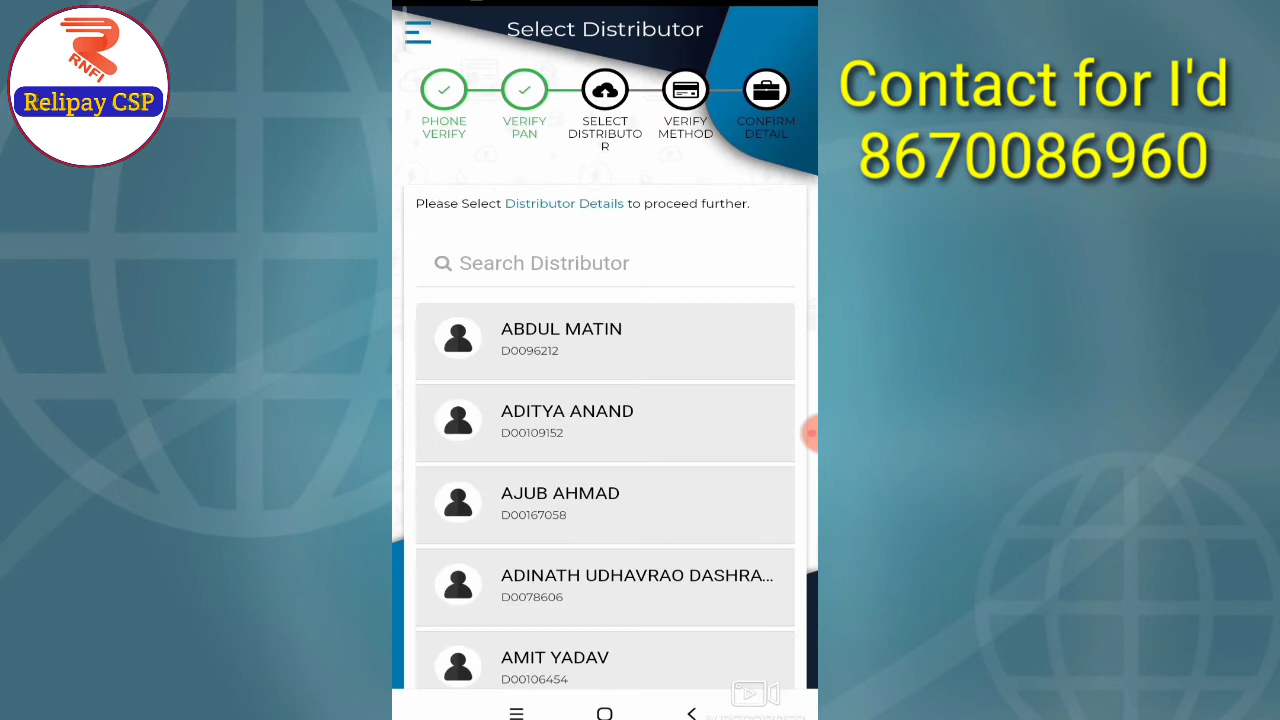 RNFI
Relipay CSP
Select Distributor
PHONE
VERIFY
VERIFY
PAN
SELECT
DISTRIBUTO
R
VERIFY
METHOD
CONFIRM
DETAIL
Please Select Distributor Details to proceed further.
Search Distributor
ABDUL MATIN
D0096212
ADITYA ANAND
D00109152
AJUB AHMAD
D00167058
ADINATH UDHAVRAO DASHRA...
D0078606
AMIT YADAV
D00106454
Contact for I'd
8670086960